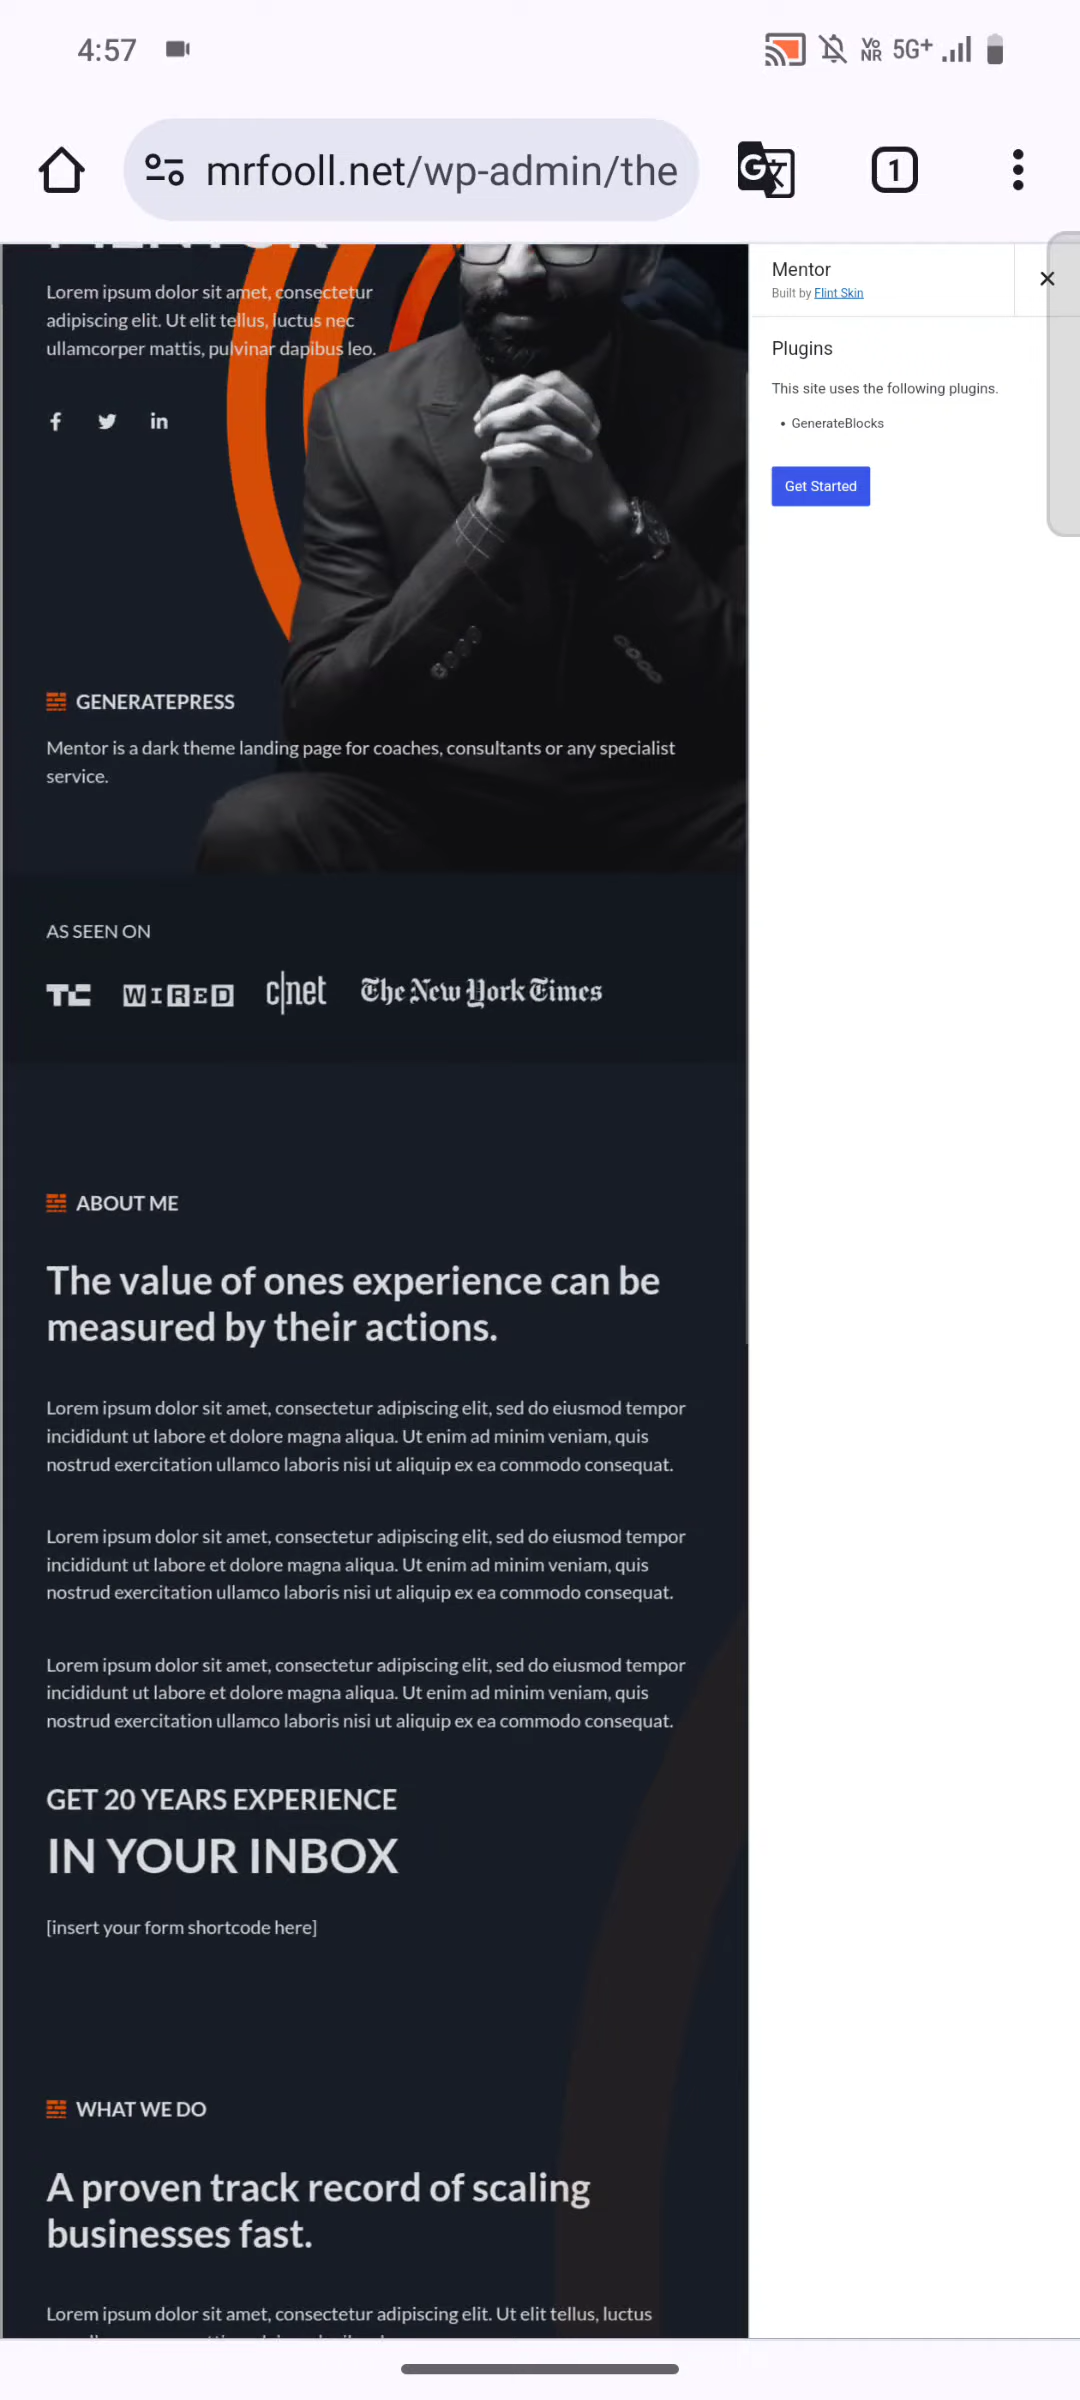 4:57
Vo NR 5G+
mrfooll.net/wp-admin/the
1
Mentor
Built by Flint Skin
Plugins
This site uses the following plugins.
• GenerateBlocks
Get Started
Lorem ipsum dolor sit amet, consectetur
adipiscing elit. Ut elit tellus, luctus nec
ullamcorper mattis, pulvinar dapibus leo.
GENERATEPRESS
Mentor is a dark theme landing page for coaches, consultants or any specialist
service.
AS SEEN ON
TC WIRED c|net The New York Times
ABOUT ME
The value of ones experience can be
measured by their actions.
Lorem ipsum dolor sit amet, consectetur adipiscing elit, sed do eiusmod tempor
incididunt ut labore et dolore magna aliqua. Ut enim ad minim veniam, quis
nostrud exercitation ullamco laboris nisi ut aliquip ex ea commodo consequat.
Lorem ipsum dolor sit amet, consectetur adipiscing elit, sed do eiusmod tempor
incididunt ut labore et dolore magna aliqua. Ut enim ad minim veniam, quis
nostrud exercitation ullamco laboris nisi ut aliquip ex ea commodo consequat.
Lorem ipsum dolor sit amet, consectetur adipiscing elit, sed do eiusmod tempor
incididunt ut labore et dolore magna aliqua. Ut enim ad minim veniam, quis
nostrud exercitation ullamco laboris nisi ut aliquip ex ea commodo consequat.
GET 20 YEARS EXPERIENCE
IN YOUR INBOX
[insert your form shortcode here]
WHAT WE DO
A proven track record of scaling
businesses fast.
Lorem ipsum dolor sit amet, consectetur adipiscing elit. Ut elit tellus, luctus